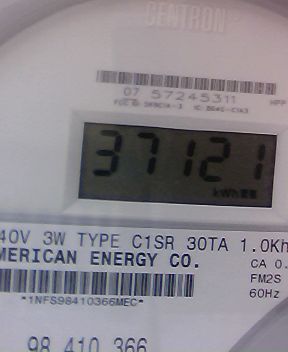 CENTRON
07 57245311
37121
kWh
40V 3W TYPE C1SR 30TA 1.0Kh
MERICAN ENERGY CO.
CA 0.
FM2S
*1NFS98410366MEC*
60Hz
98 410 366